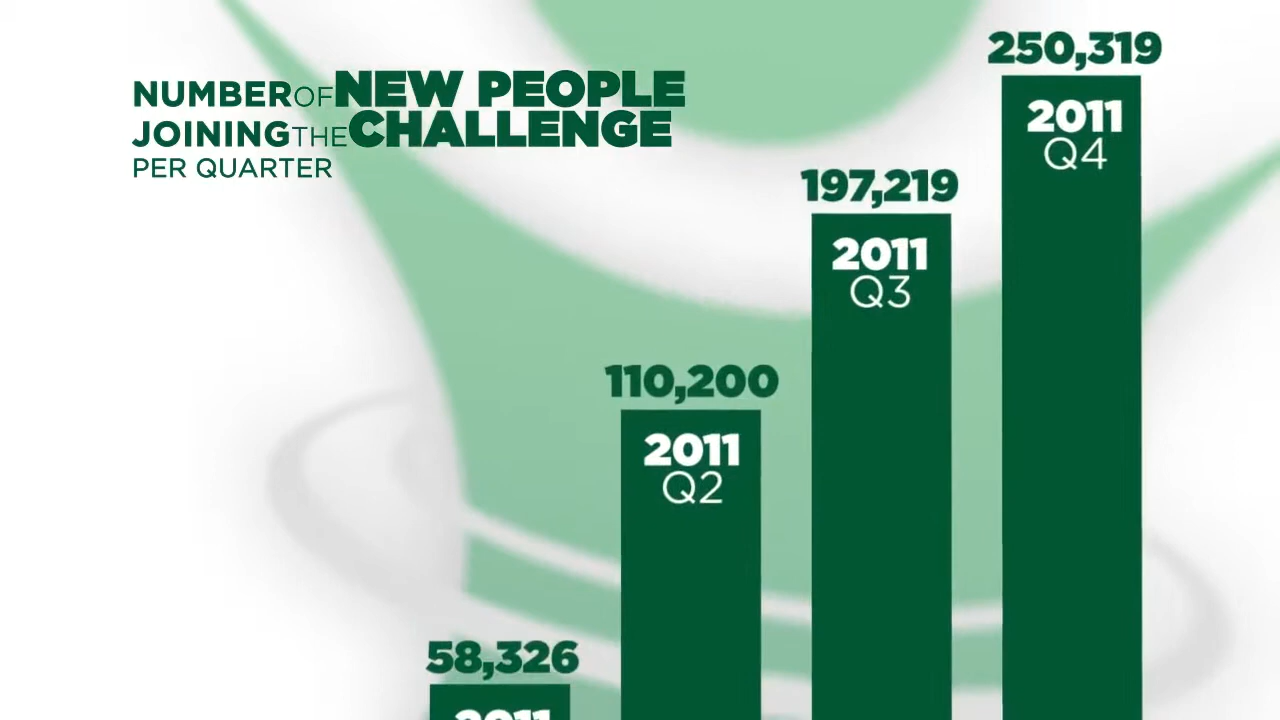 NUMBER OF NEW PEOPLE
JOINING THE CHALLENGE
PER QUARTER
250,319
2011
Q4
197,219
2011
Q3
110,200
2011
Q2
58,326
2011